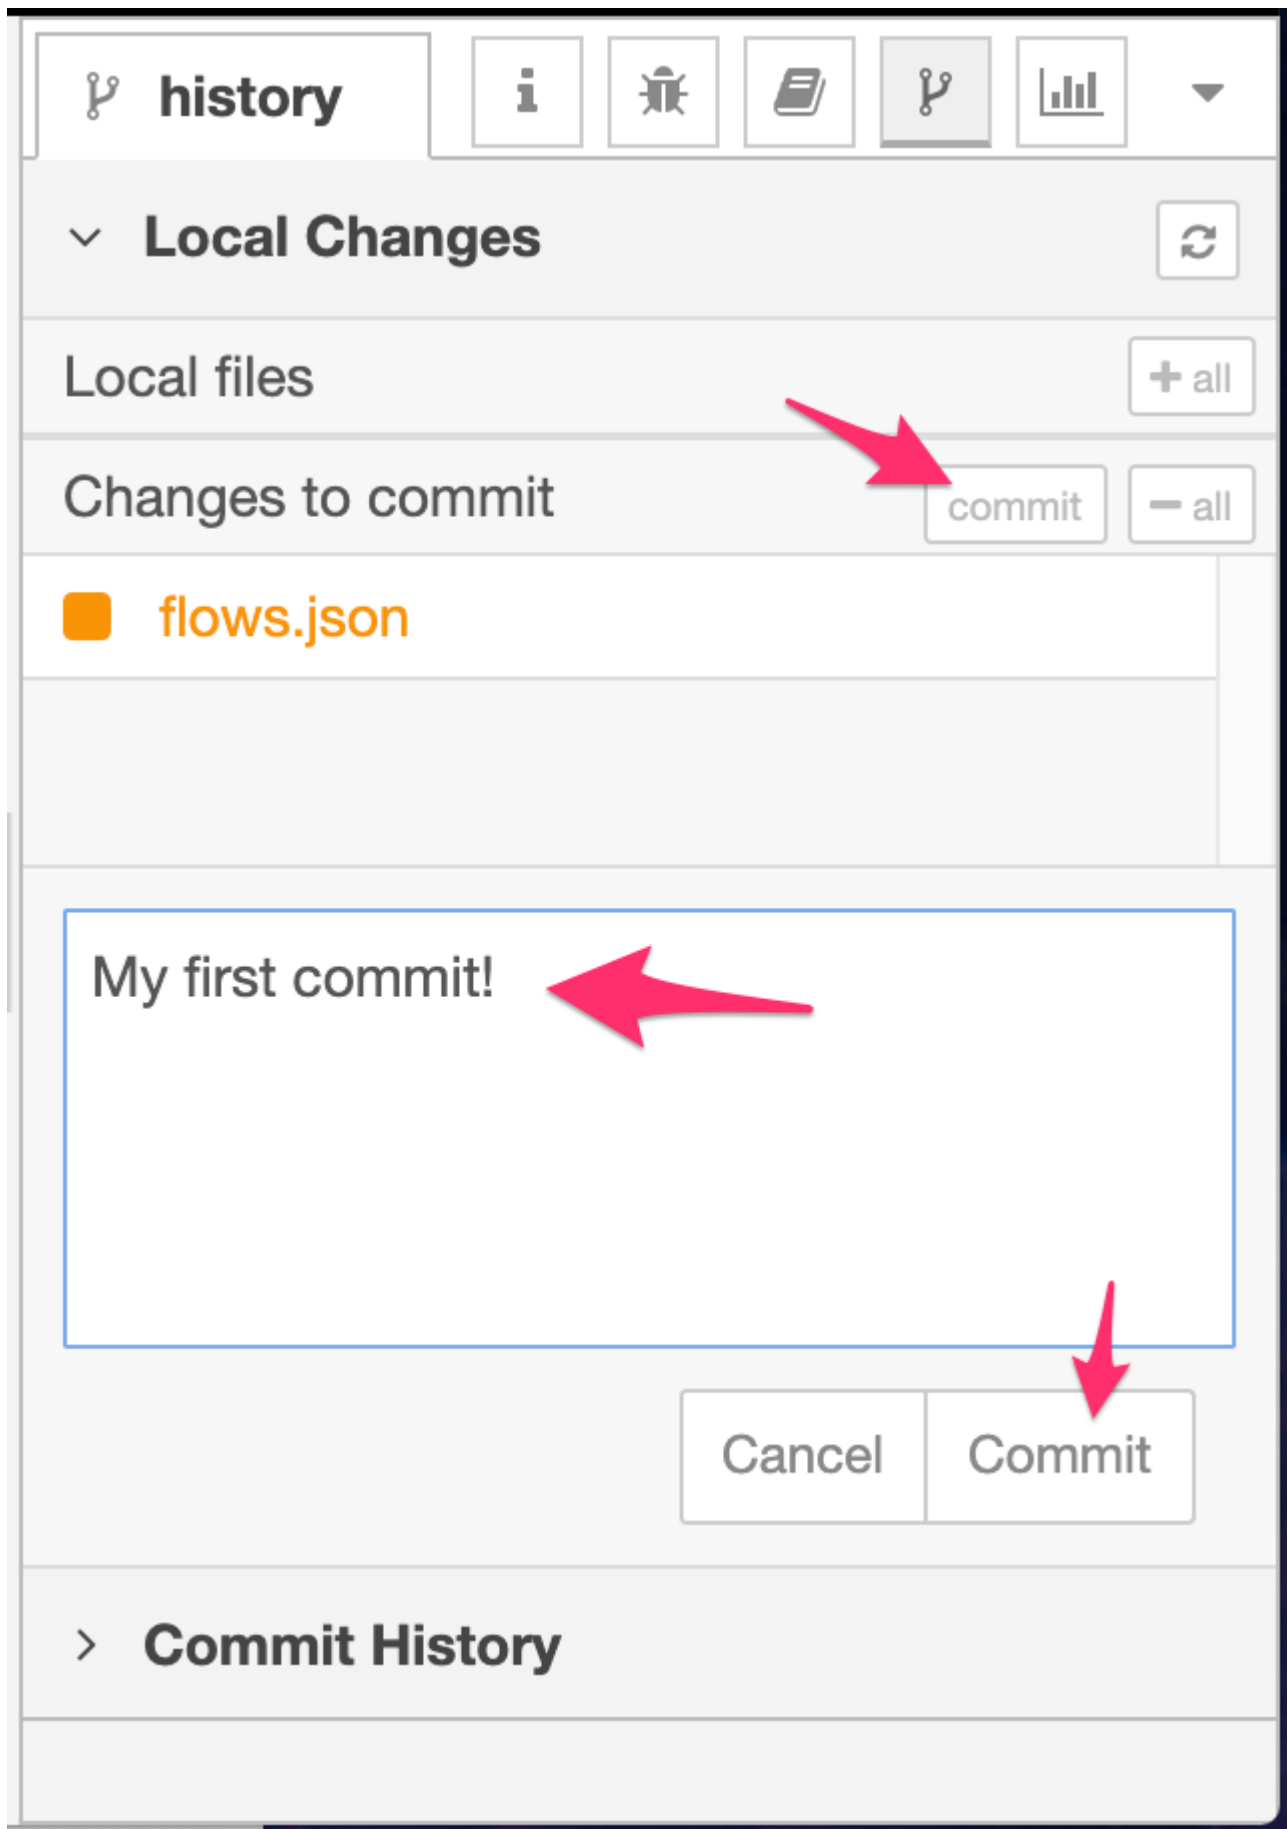 history
Local Changes
Local files
all
Changes to commit
commit
all
flows.json
My first commit!
Cancel
Commit
Commit History